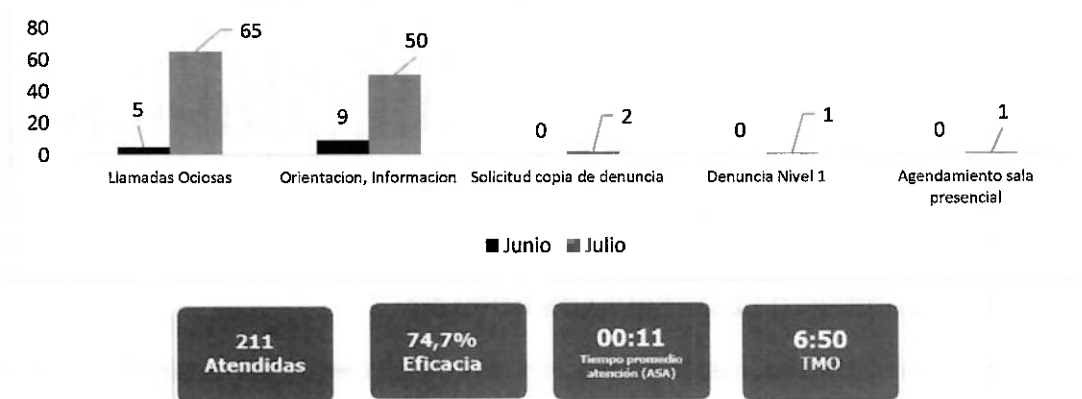 80
60
40
20
0
5
65
9
50
0
2
0
1
0
1
Llamadas Ociosas
Orientacion, Informacion
Solicitud copia de denuncia
Denuncia Nivel 1
Agendamiento sala
presencial
Junio
Julio
211
Atendidas
74,7%
Eficacia
00:11
Tiempo promedio
atención (ASA)
6:50
TMO